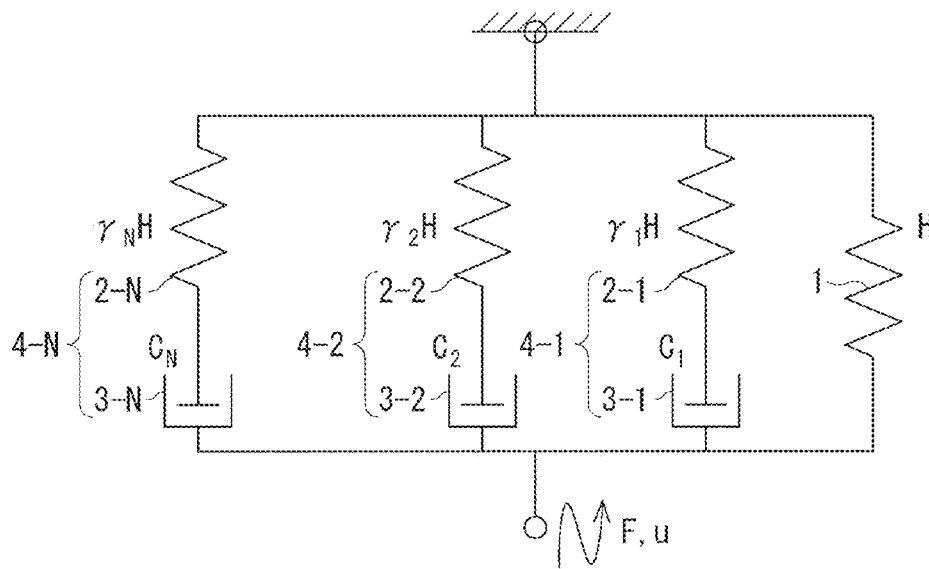 γNH
γ2H
γ1H
H
2-N
2-2
2-1
1
4-N
4-2
4-1
CN
C2
C1
3-N
3-2
3-1
F, u